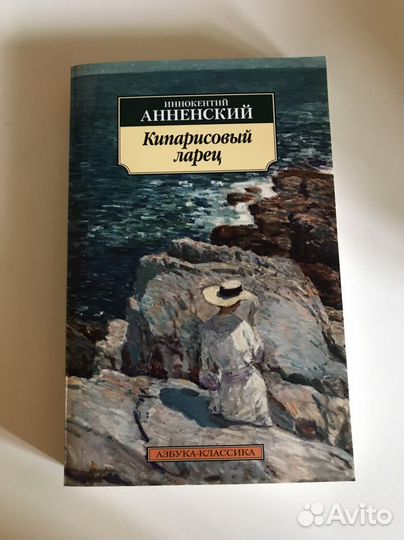 ИННОКЕНТИЙ
АННЕНСКИЙ
Кипарисовый
ларец
АЗБУКА-КЛАССИКА
Avito